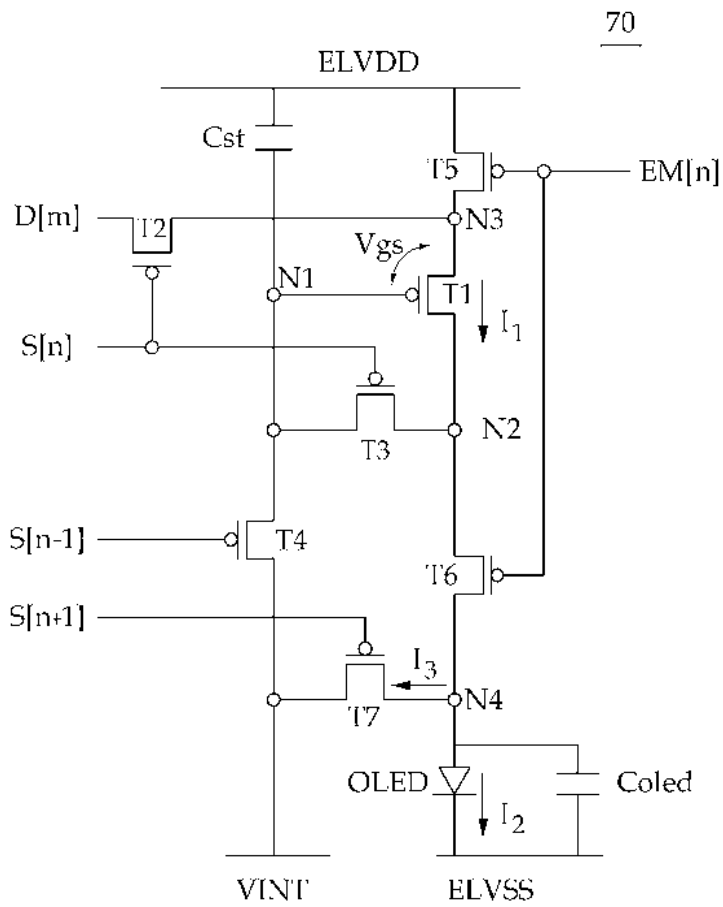 70
ELVDD
Cst
T5
EM[n]
D[m]
T2
N3
Vgs
N1
T1
I1
S[n]
N2
T3
S[n-1]
T4
T6
S[n+1]
I3
N4
T7
OLED
Coled
I2
VINT
ELVSS